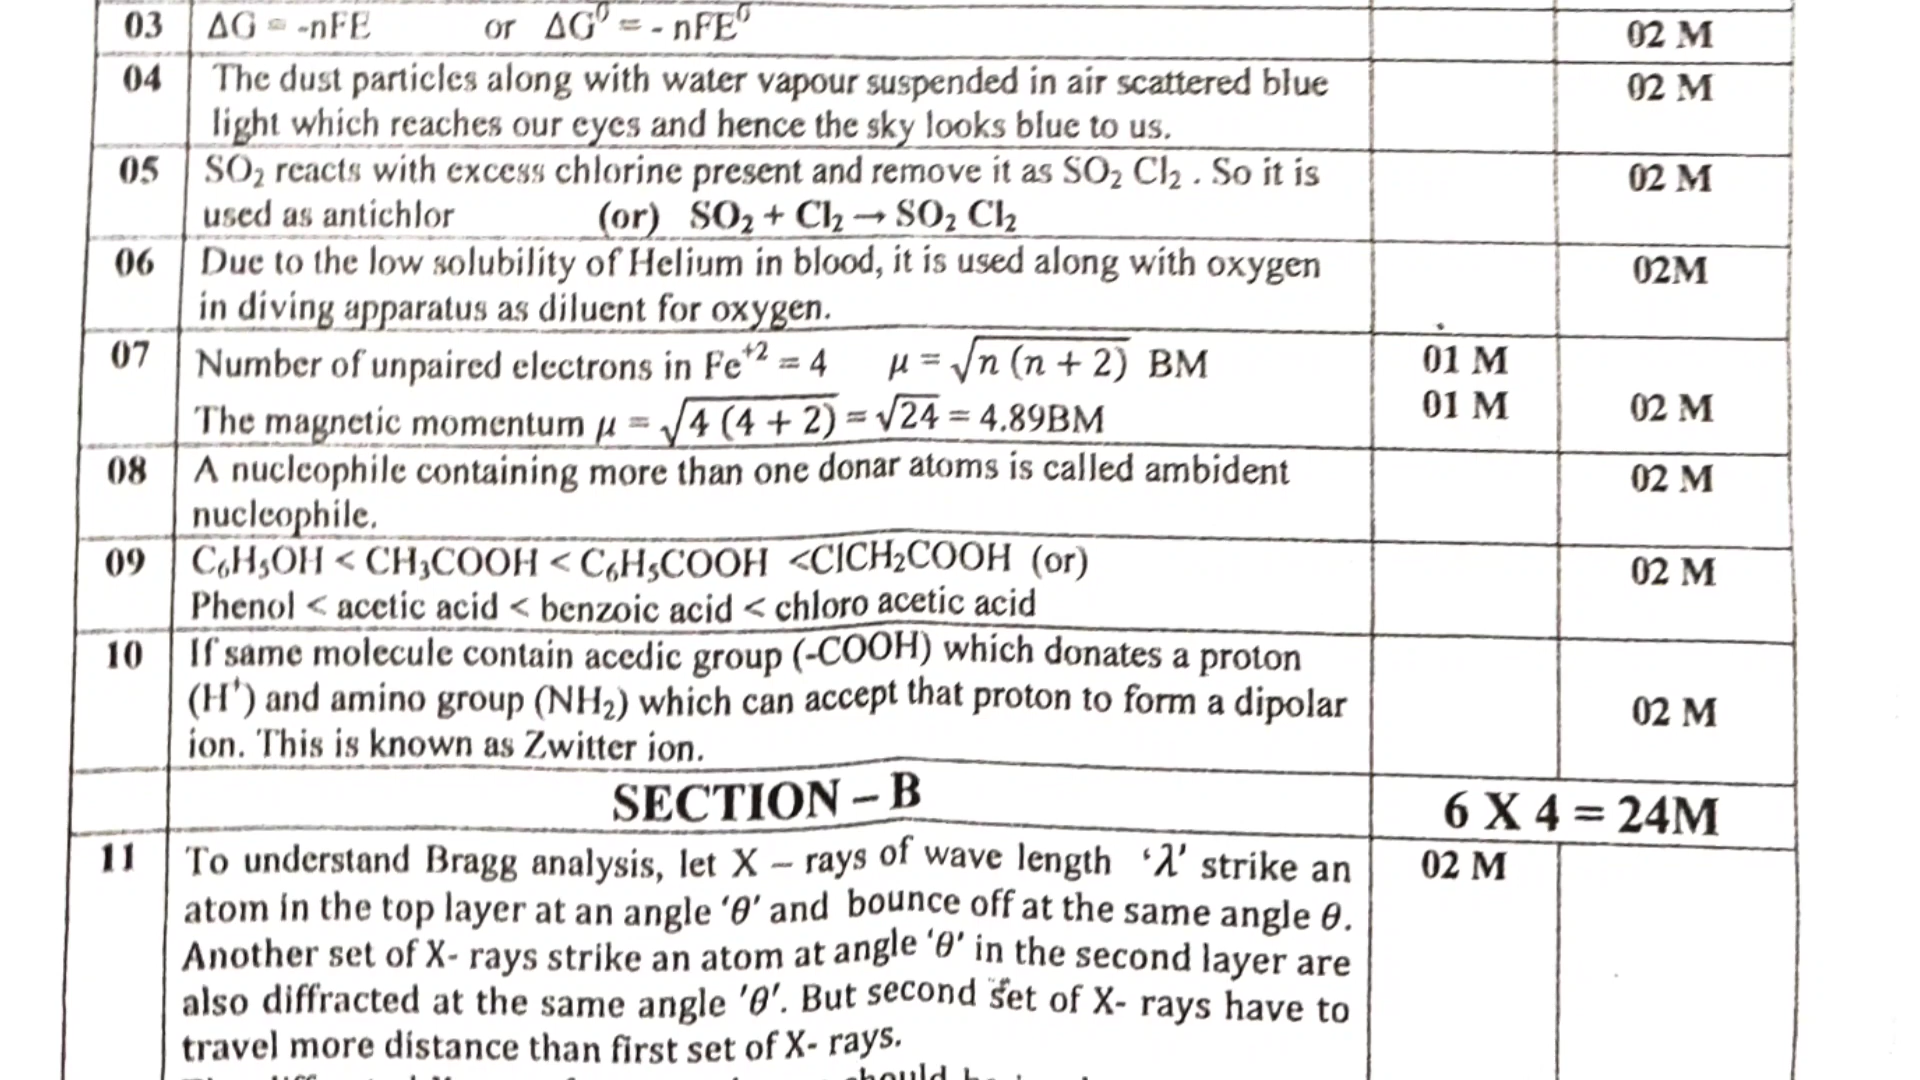 03 ΔG = -nFE or ΔG⁰ = - nFE⁰ 02 M
04 The dust particles along with water vapour suspended in air scattered blue 02 M
light which reaches our eyes and hence the sky looks blue to us.
05 SO₂ reacts with excess chlorine present and remove it as SO₂ Cl₂ . So it is 02 M
used as antichlor (or) SO₂ + Cl₂ → SO₂ Cl₂
06 Due to the low solubility of Helium in blood, it is used along with oxygen 02M
in diving apparatus as diluent for oxygen.
07 Number of unpaired electrons in Fe⁺² = 4 μ = √n (n + 2) BM 01 M
The magnetic momentum μ = √4 (4 + 2) = √24 = 4.89BM 01 M 02 M
08 A nucleophile containing more than one donar atoms is called ambident 02 M
nucleophile.
09 C₆H₅OH < CH₃COOH < C₆H₅COOH <ClCH₂COOH (or) 02 M
Phenol < acetic acid < benzoic acid < chloro acetic acid
10 If same molecule contain acedic group (-COOH) which donates a proton
(H⁺) and amino group (NH₂) which can accept that proton to form a dipolar 02 M
ion. This is known as Zwitter ion.
SECTION – B 6 X 4 = 24M
11 To understand Bragg analysis, let X – rays of wave length ‘λ’ strike an 02 M
atom in the top layer at an angle ‘θ’ and bounce off at the same angle θ.
Another set of X- rays strike an atom at angle ‘θ’ in the second layer are
also diffracted at the same angle ’θ’. But second set of X- rays have to
travel more distance than first set of X- rays.
should be